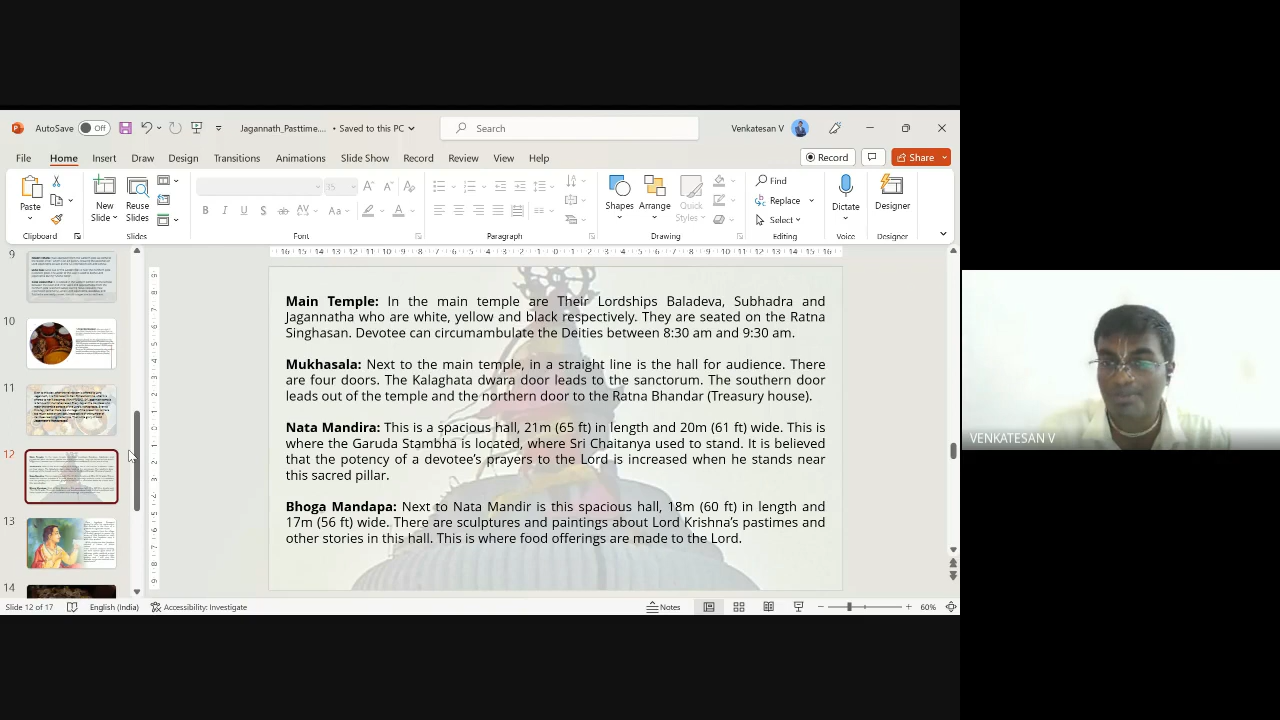 AutoSave Off Jagannath_Pasttime.... • Saved to this PC Search Venkatesan V
File Home Insert Draw Design Transitions Animations Slide Show Record Review View Help Record Share
Paste New Slide Reuse Slides 15 Shapes Arrange Quick Styles Find Replace Select Dictate Designer
Clipboard Slides Font Paragraph Drawing Editing Voice Designer
9
10
11
12
13
14
Main Temple: In the main temple are Their Lordships Baladeva, Subhadra and
Jagannatha who are white, yellow and black respectively. They are seated on the Ratna
Singhasan. Devotee can circumambulate Deities between 8:30 am and 9:30 pm.
Mukhasala: Next to the main temple, in a straight line is the hall for audience. There
are four doors. The Kalaghata dwara door leads to the sanctorum. The southern door
leads out of the temple and the northern door to the Ratna Bhandar (Treasury house).
Nata Mandira: This is a spacious hall, 21m (65 ft) in length and 20m (61 ft) wide. This is
where the Garuda Stambha is located, where Sri Chaitanya used to stand. It is believed
that the efficacy of a devotee's prayers to the Lord is increased when standing near
this sacred pillar.
Bhoga Mandapa: Next to Nata Mandir is this spacious hall, 18m (60 ft) in length and
17m (56 ft) wide. There are sculptures and paintings about Lord Krishna's pastimes and
other stories in this hall. This is where food offerings are made to the Lord.
Slide 12 of 17 English (India) Accessibility: Investigate Notes 60%
VENKATESAN V